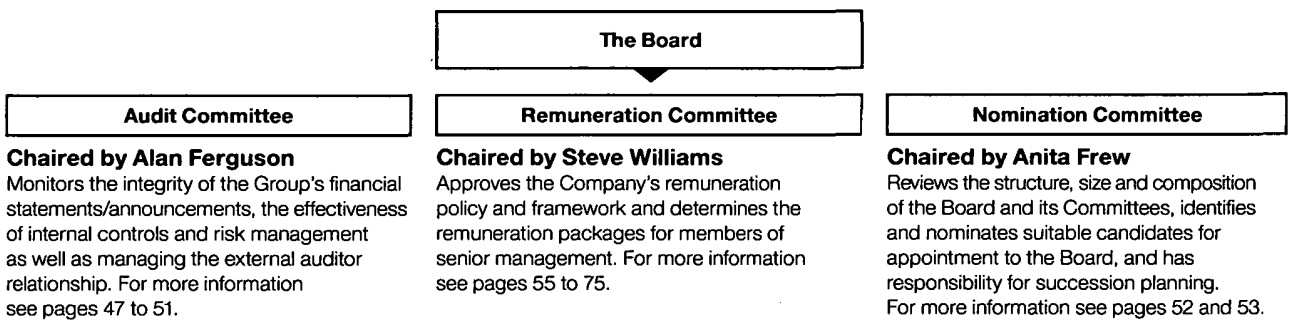 The Board
Audit Committee
Chaired by Alan Ferguson
Monitors the integrity of the Group's financial
statements/announcements, the effectiveness
of internal controls and risk management
as well as managing the external auditor
relationship. For more information
see pages 47 to 51.
Remuneration Committee
Chaired by Steve Williams
Approves the Company's remuneration
policy and framework and determines the
remuneration packages for members of
senior management. For more information
see pages 55 to 75.
Nomination Committee
Chaired by Anita Frew
Reviews the structure, size and composition
of the Board and its Committees, identifies
and nominates suitable candidates for
appointment to the Board, and has
responsibility for succession planning.
For more information see pages 52 and 53.